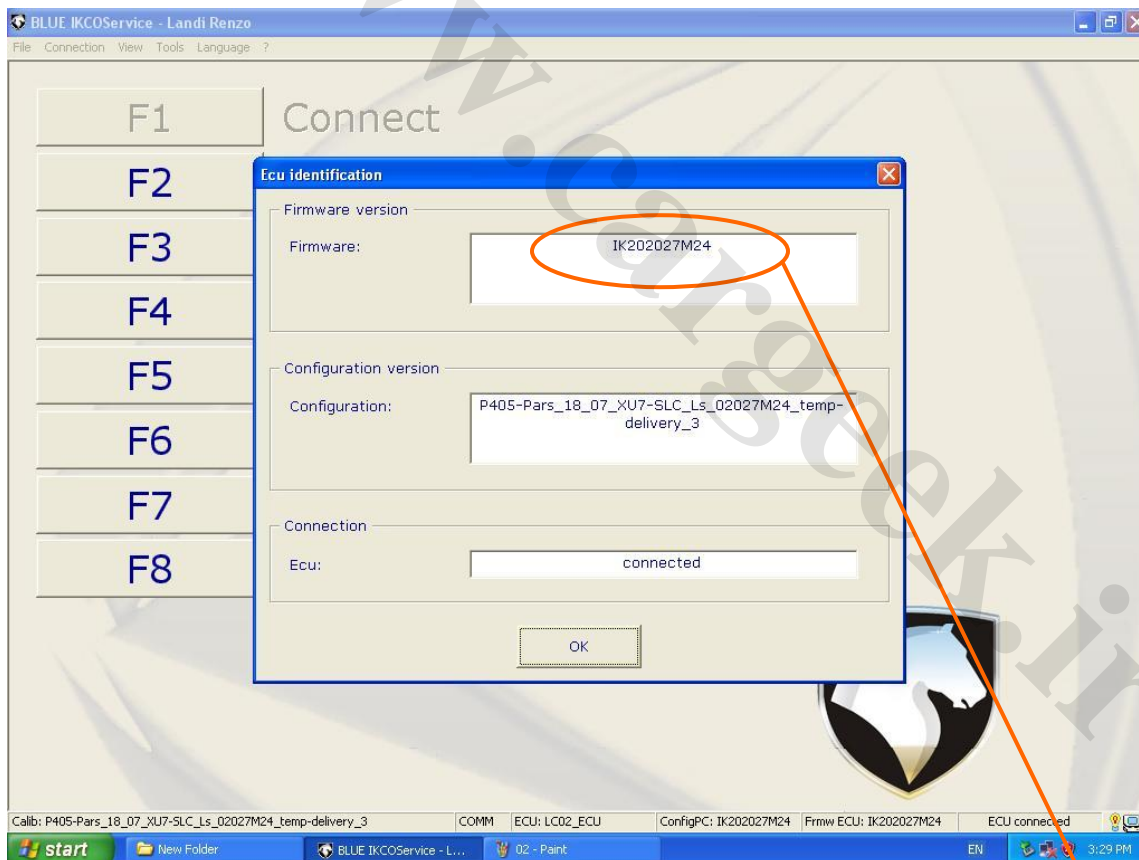 BLUE IKCOService - Landi Renzo
File Connection View Tools Language ?
F1 Connect
F2
F3
F4
F5
F6
F7
F8
Ecu identification
Firmware version
Firmware: IK202027M24
Configuration version
Configuration: P405-Pars_18_07_XU7-SLC_Ls_02027M24_temp-
delivery_3
Connection
Ecu: connected
OK
Calib: P405-Pars_18_07_XU7-SLC_Ls_02027M24_temp-delivery_3 COMM ECU: LC02_ECU ConfigPC: IK202027M24 Frmw ECU: IK202027M24 ECU connected
start New Folder BLUE IKCOService - L... 02 - Paint EN 3:29 PM
w.cargeek.ir